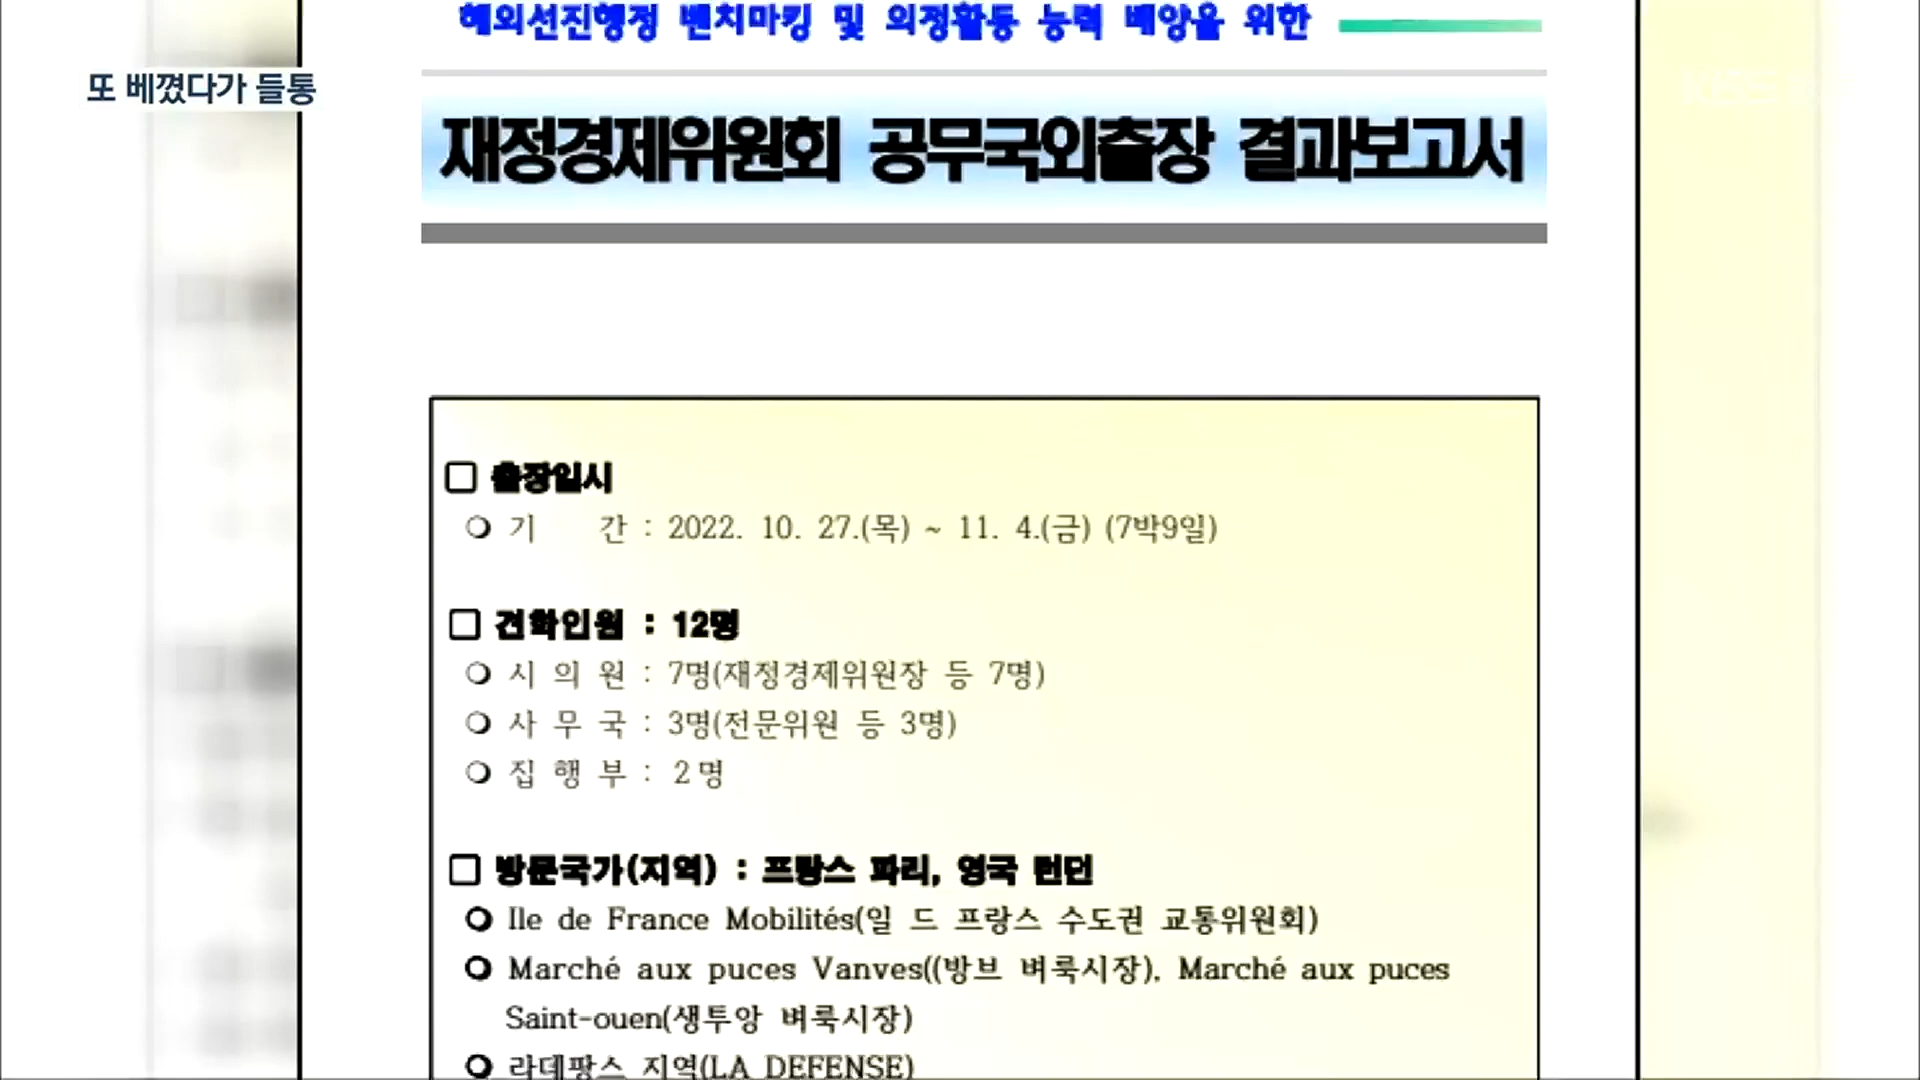 해외선진행정 벤치마킹 및 의정활동 능력 배양을 위한
또 베꼈다가 들통
KBS
재정경제위원회 공무국외출장 결과보고서
□ 출장일시
❍ 기 간 : 2022. 10. 27.(목) ~ 11. 4.(금) (7박9일)
□ 견학인원 : 12명
❍ 시 의 원 : 7명(재정경제위원장 등 7명)
❍ 사 무 국 : 3명(전문위원 등 3명)
❍ 집 행 부 : 2명
□ 방문국가(지역) : 프랑스 파리, 영국 런던
❍ Ile de France Mobilités(일 드 프랑스 수도권 교통위원회)
❍ Marché aux puces Vanves((방브 벼룩시장), Marché aux puces
Saint-ouen(생투앙 벼룩시장)
❍ 라데팡스 지역(LA DEFENSE)